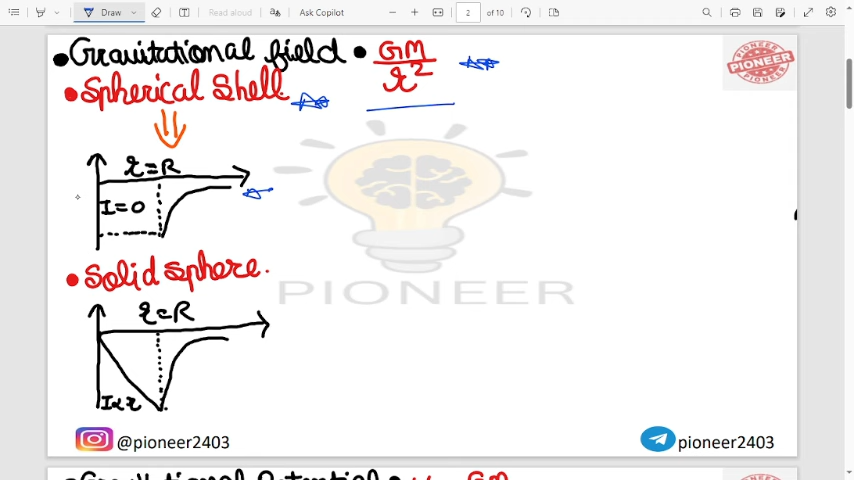 Draw
Read aloud
Ask Copilot
2 of 10
•Gravitational field • GM/r²
PIONEER
•Spherical Shell
r=R
I=0
•Solid Sphere.
PIONEER
r=R
I∝r
@pioneer2403
pioneer2403